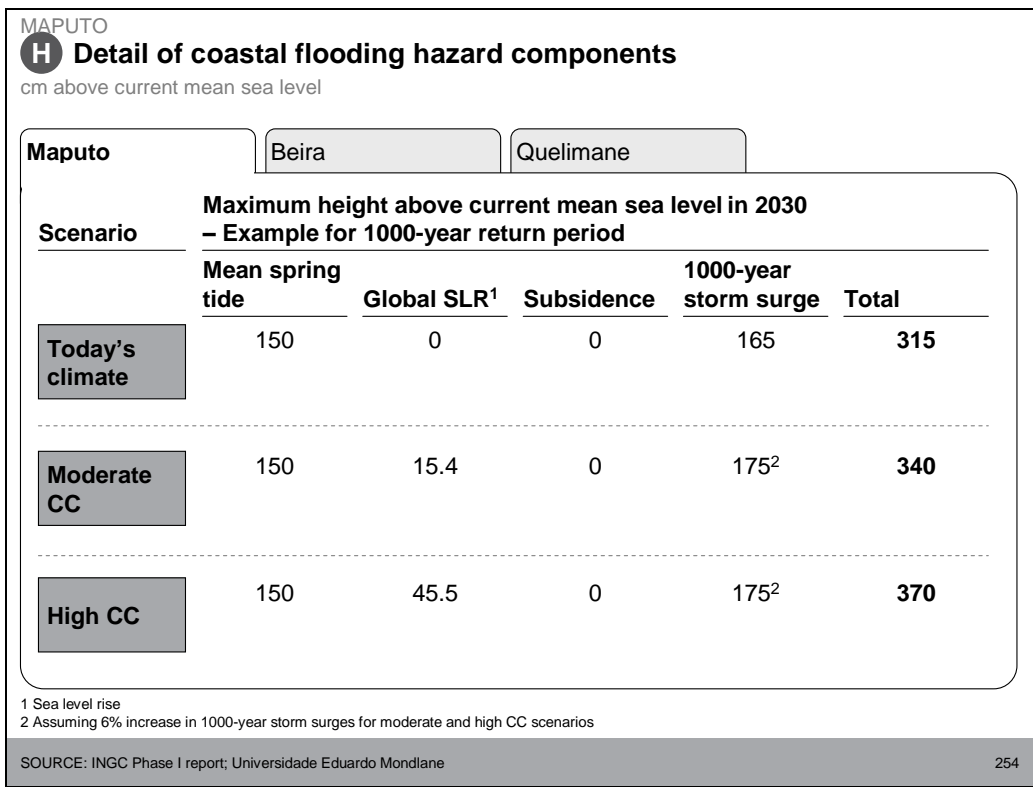 MAPUTO
H Detail of coastal flooding hazard components
cm above current mean sea level
Maputo Beira Quelimane
Scenario
Maximum height above current mean sea level in 2030
– Example for 1000-year return period
Mean spring tide Global SLR¹ Subsidence 1000-year storm surge Total
Today's climate 150 0 0 165 315
Moderate CC 150 15.4 0 175² 340
High CC 150 45.5 0 175² 370
1 Sea level rise
2 Assuming 6% increase in 1000-year storm surges for moderate and high CC scenarios
SOURCE: INGC Phase I report; Universidade Eduardo Mondlane 254